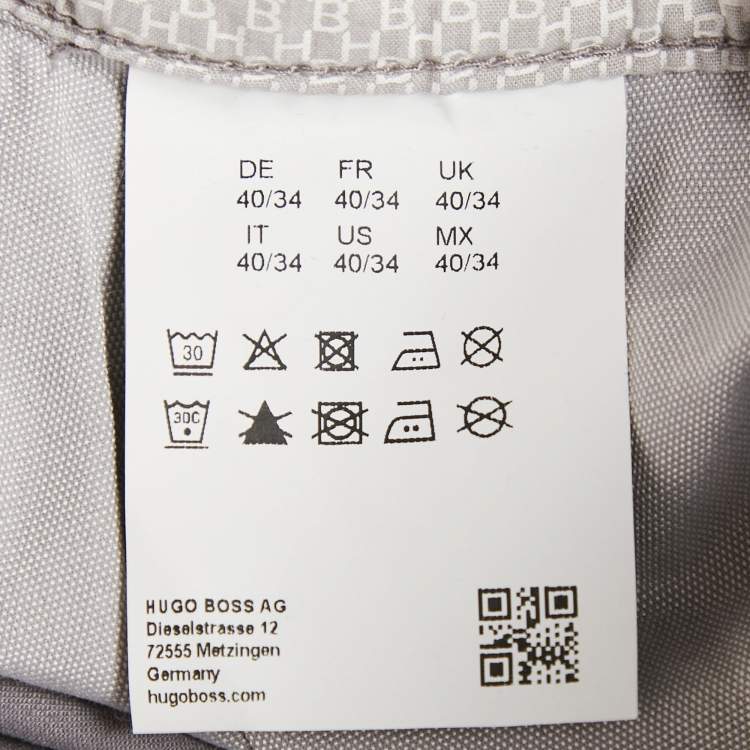 DE FR UK
40/34 40/34 40/34
IT US MX
40/34 40/34 40/34
30
30C
HUGO BOSS AG
Dieselstrasse 12
72555 Metzingen
Germany
hugoboss.com